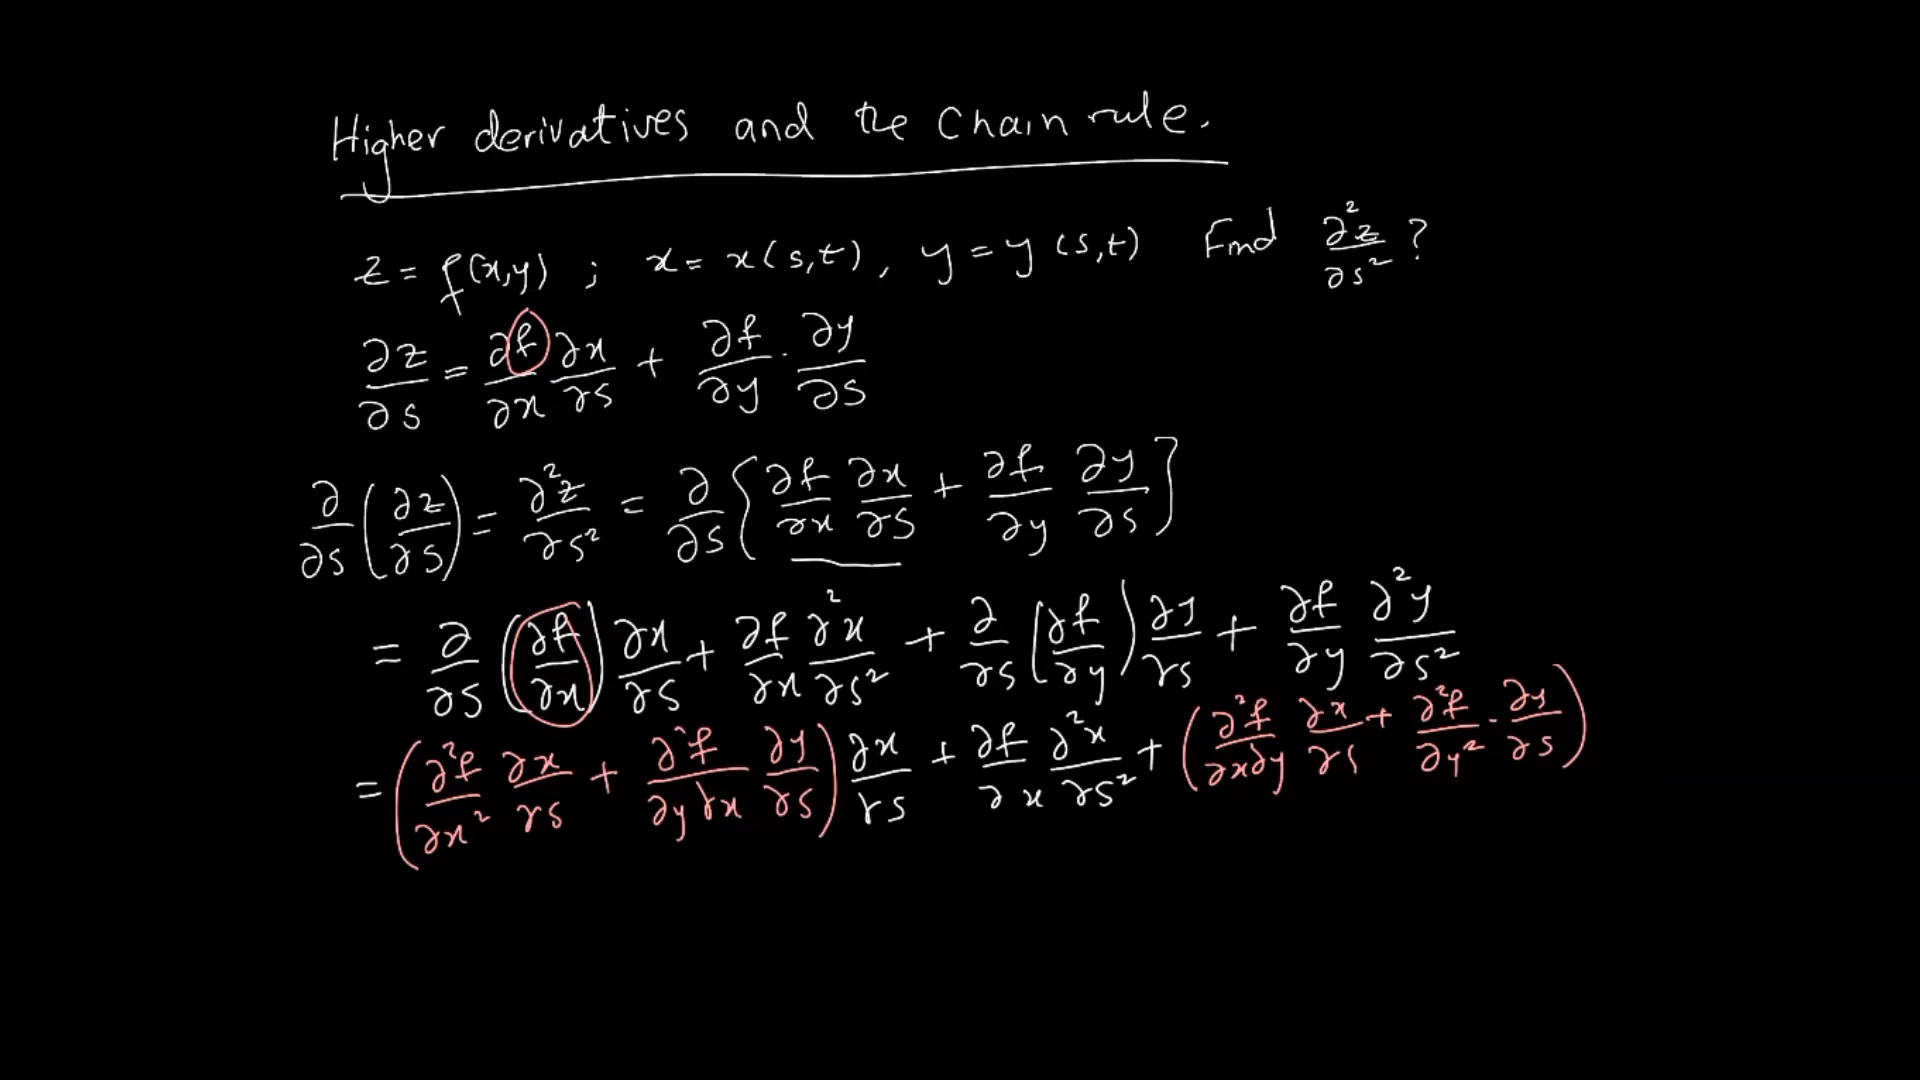 Higher derivatives and the Chain rule.
z = f(x,y) ; x = x(s,t), y = y(s,t) Find ∂²z/∂s² ?
∂z/∂s = ∂f/∂x ∂x/∂s + ∂f/∂y · ∂y/∂s
∂/∂s (∂z/∂s) = ∂²z/∂s² = ∂/∂s { ∂f/∂x ∂x/∂s + ∂f/∂y ∂y/∂s ]
= ∂/∂s (∂f/∂x) ∂x/∂s + ∂f/∂x ∂²x/∂s² + ∂/∂s (∂f/∂y) ∂y/∂s + ∂f/∂y ∂²y/∂s²
= (∂²f/∂x² ∂x/∂s + ∂²f/∂y∂x ∂y/∂s) ∂x/∂s + ∂f/∂x ∂²x/∂s² + (∂²f/∂x∂y ∂x/∂s + ∂²f/∂y² · ∂y/∂s)